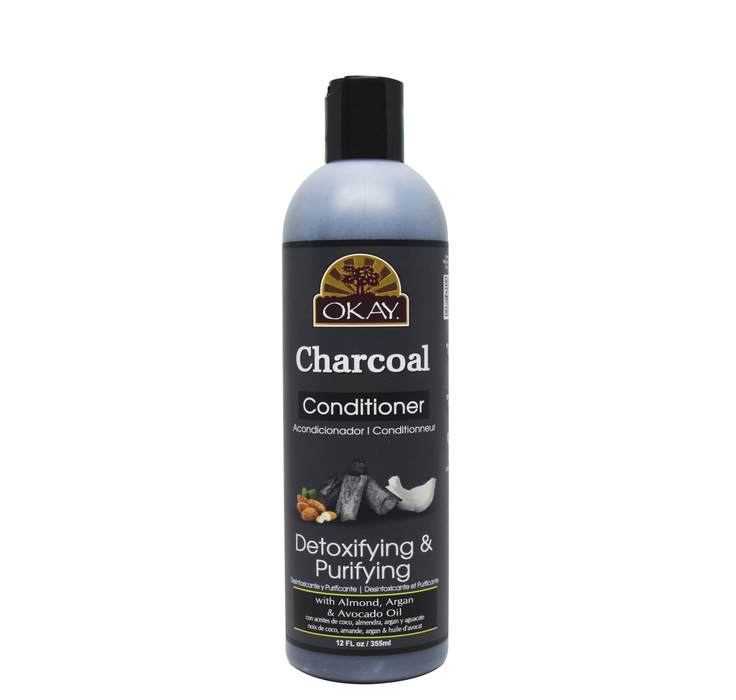 OKAY.
Charcoal
Conditioner
Acondicionador | Conditionneur
Detoxifying &
Purifying
Desintoxicante y Purificante | Desintoxicante et Purificante
with Almond, Argan
& Avocado Oil
con aceites de coco, almendra, argan y aguacate
noix de coco, amande, argan & huile d'avocat
12 FL oz / 355ml